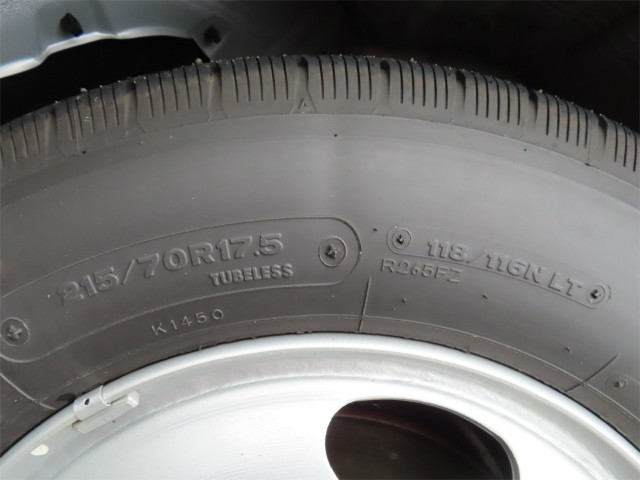 215/70R17.5
TUBELESS
118/116N LT
R265FZ
K1450